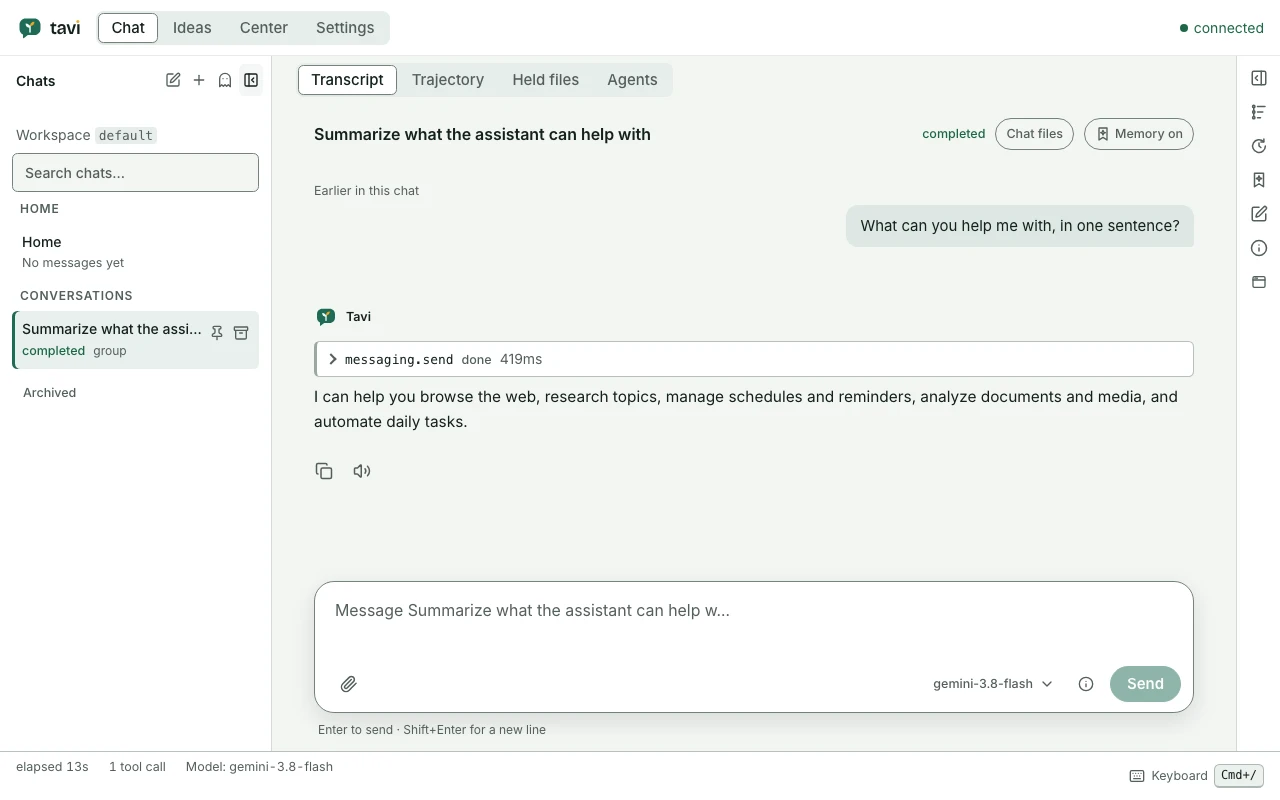 tavi
Chat
Ideas
Center
Settings
connected
Chats
Workspace default
Search chats...
HOME
Home
No messages yet
CONVERSATIONS
Summarize what the assi...
completed group
Archived
Transcript
Trajectory
Held files
Agents
Summarize what the assistant can help with
completed
Chat files
Memory on
Earlier in this chat
What can you help me with, in one sentence?
Tavi
messaging.send done 419ms
I can help you browse the web, research topics, manage schedules and reminders, analyze documents and media, and
automate daily tasks.
Message Summarize what the assistant can help w...
gemini-3.8-flash
Send
Enter to send · Shift+Enter for a new line
elapsed 13s
1 tool call
Model: gemini-3.8-flash
Keyboard
Cmd+/